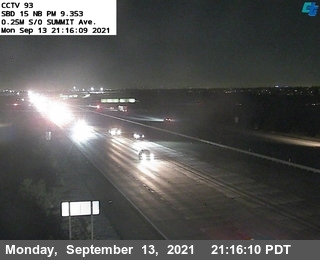 CCTV 93
SBD 15 NB PM 9.353
0.25M S/O SUMMIT Ave.
Mon Sep 13 21:16:09 2021
Monday, September 13, 2021 21:16:10 PDT